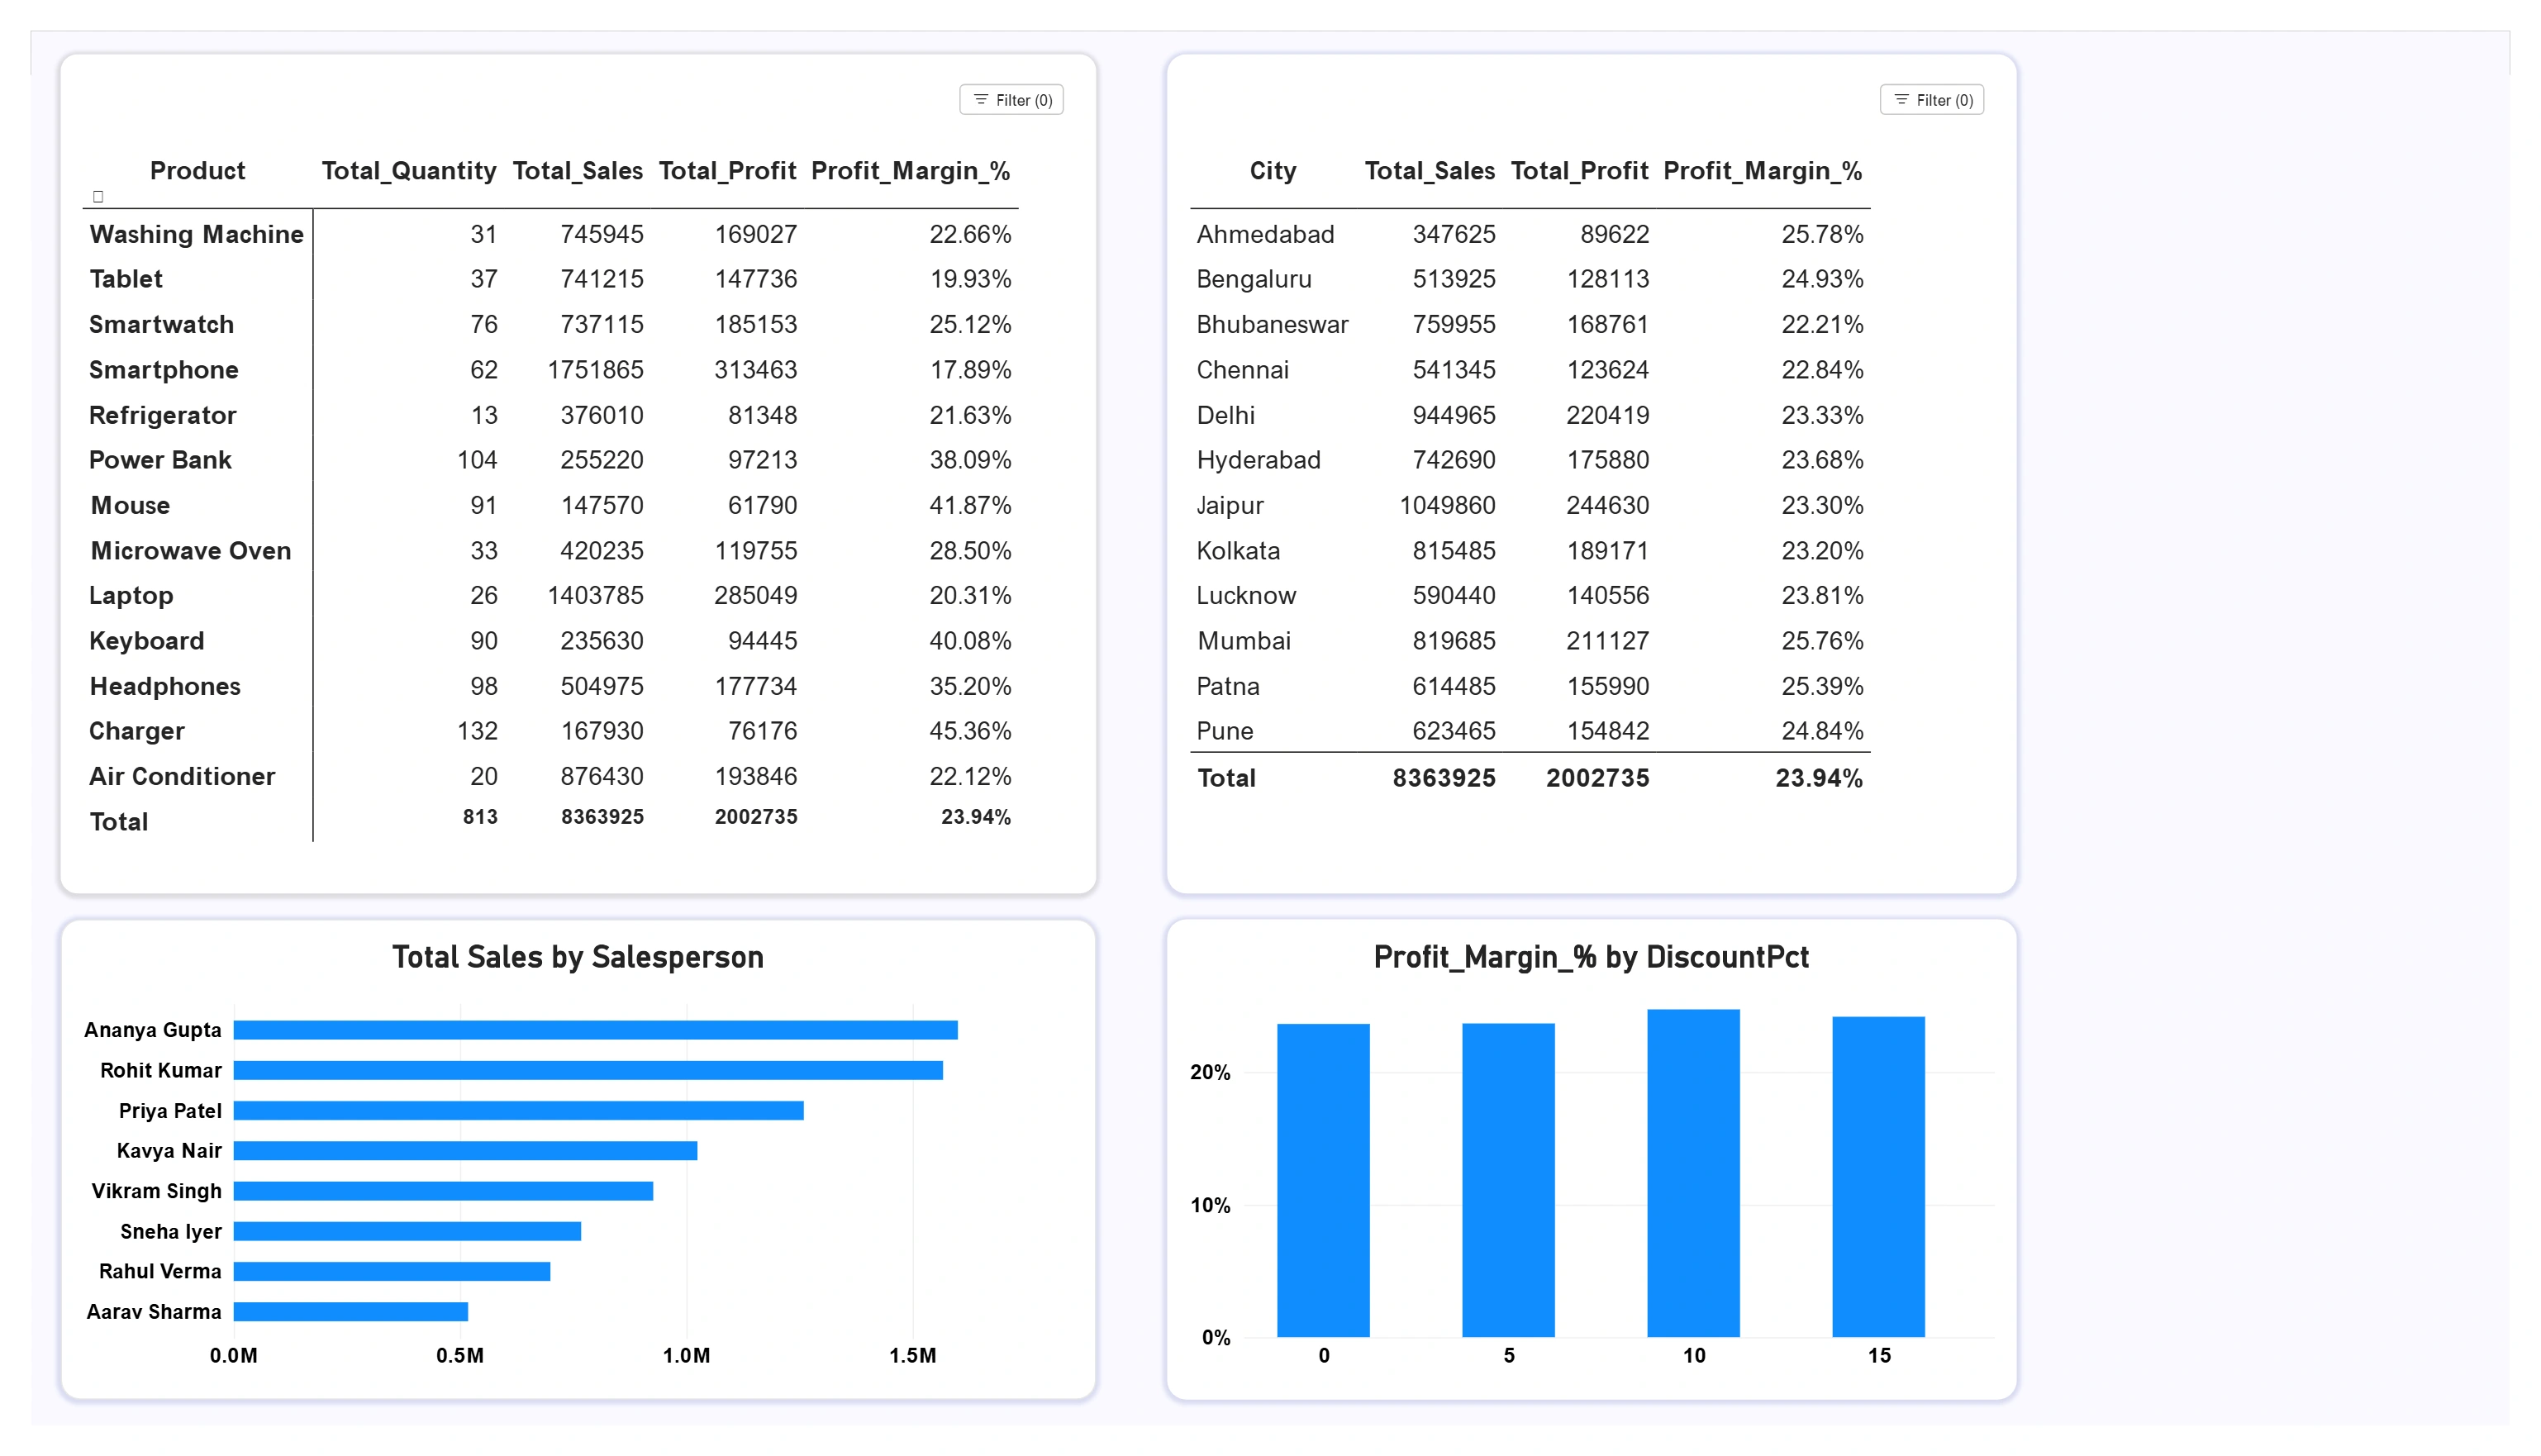 Filter (0)
Product Total_Quantity Total_Sales Total_Profit Profit_Margin_%
Washing Machine 31 745945 169027 22.66%
Tablet 37 741215 147736 19.93%
Smartwatch 76 737115 185153 25.12%
Smartphone 62 1751865 313463 17.89%
Refrigerator 13 376010 81348 21.63%
Power Bank 104 255220 97213 38.09%
Mouse 91 147570 61790 41.87%
Microwave Oven 33 420235 119755 28.50%
Laptop 26 1403785 285049 20.31%
Keyboard 90 235630 94445 40.08%
Headphones 98 504975 177734 35.20%
Charger 132 167930 76176 45.36%
Air Conditioner 20 876430 193846 22.12%
Total 813 8363925 2002735 23.94%
Filter (0)
City Total_Sales Total_Profit Profit_Margin_%
Ahmedabad 347625 89622 25.78%
Bengaluru 513925 128113 24.93%
Bhubaneswar 759955 168761 22.21%
Chennai 541345 123624 22.84%
Delhi 944965 220419 23.33%
Hyderabad 742690 175880 23.68%
Jaipur 1049860 244630 23.30%
Kolkata 815485 189171 23.20%
Lucknow 590440 140556 23.81%
Mumbai 819685 211127 25.76%
Patna 614485 155990 25.39%
Pune 623465 154842 24.84%
Total 8363925 2002735 23.94%
Total Sales by Salesperson
Ananya Gupta
Rohit Kumar
Priya Patel
Kavya Nair
Vikram Singh
Sneha Iyer
Rahul Verma
Aarav Sharma
0.0M 0.5M 1.0M 1.5M
Profit_Margin_% by DiscountPct
20%
10%
0%
0 5 10 15